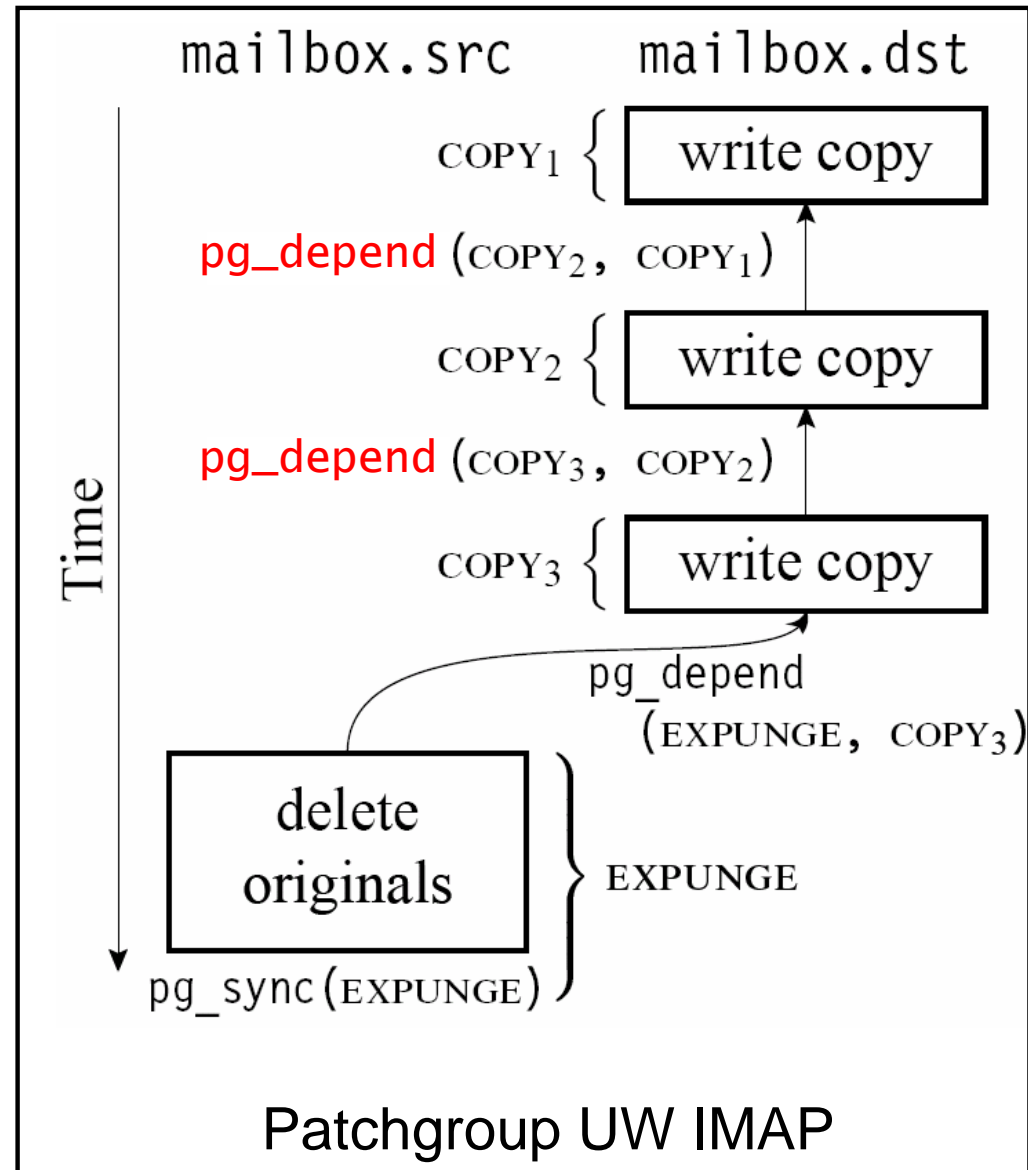 mailbox.src mailbox.dst
COPY₁ { write copy
pg_depend (COPY₂, COPY₁)
COPY₂ { write copy
pg_depend (COPY₃, COPY₂)
Time
COPY₃ { write copy
pg_depend
(EXPUNGE, COPY₃)
delete
originals
} EXPUNGE
pg_sync(EXPUNGE)
Patchgroup UW IMAP